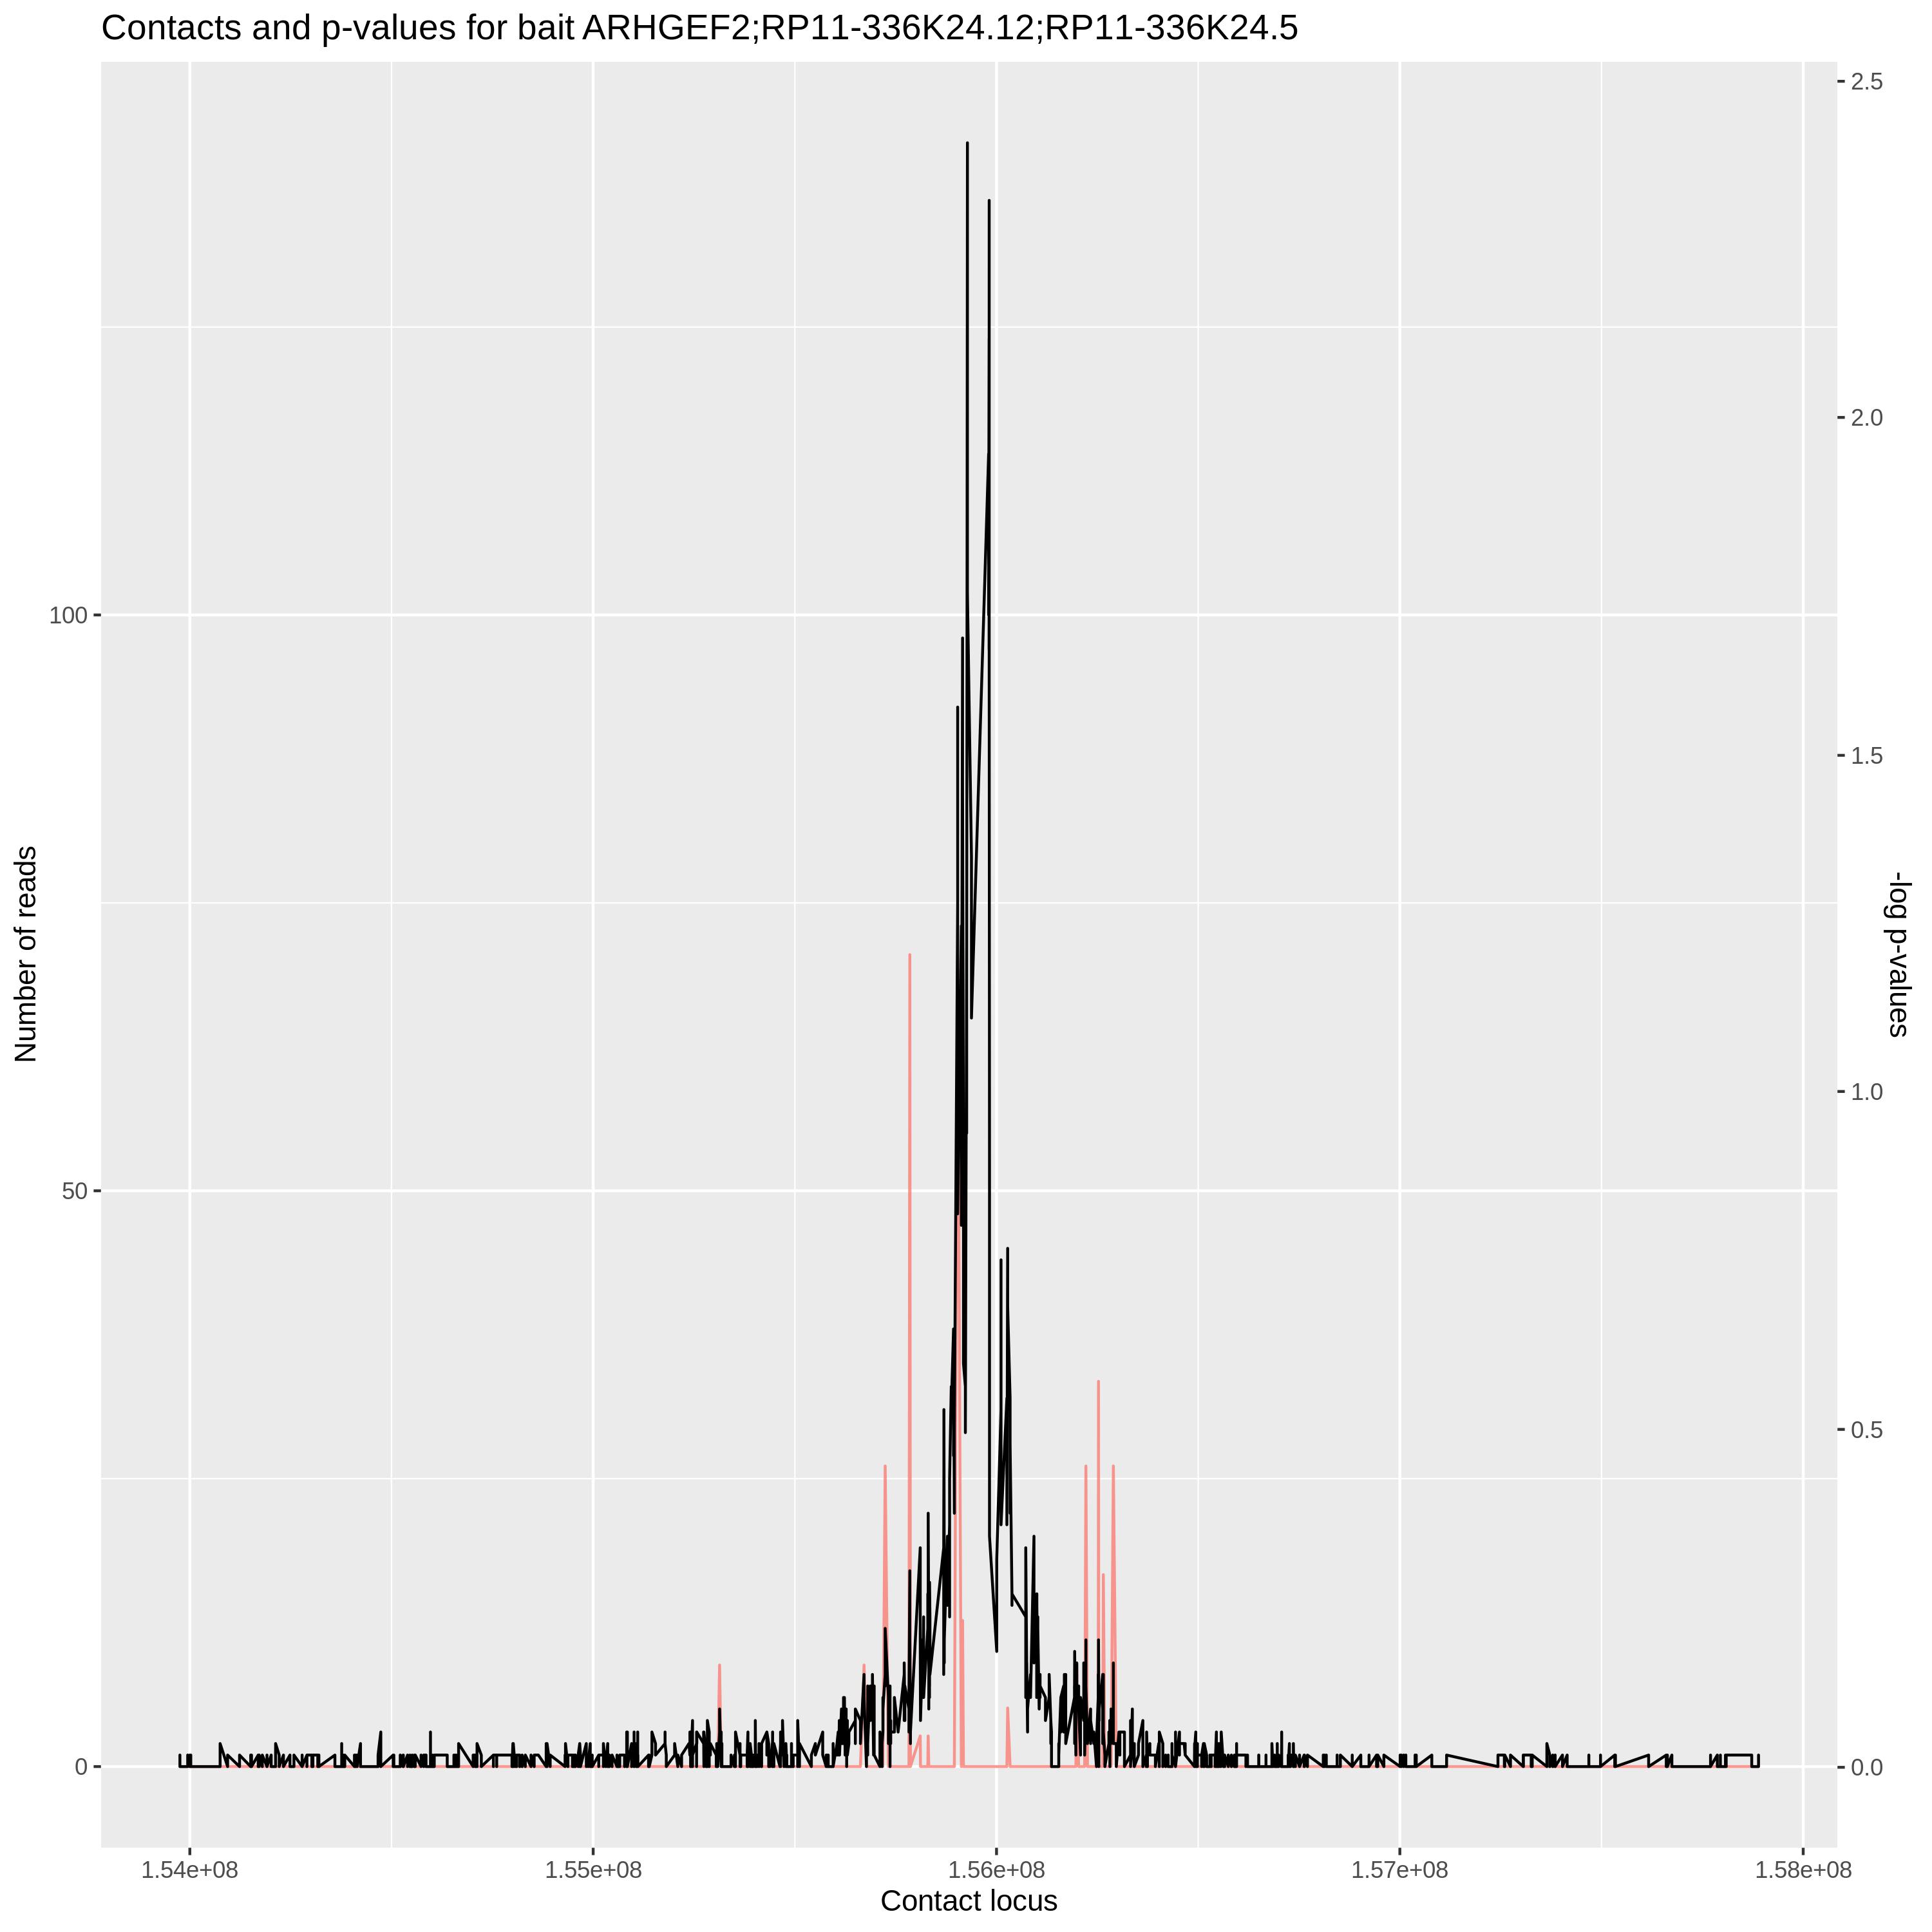 Contacts and p-values for bait ARHGEF2;RP11-336K24.12;RP11-336K24.5
2.5
2.0
100
1.5
Number of reads
-log p-values
1.0
50
0.5
0
0.0
1.54e+08 1.55e+08 1.56e+08 1.57e+08 1.58e+08
Contact locus